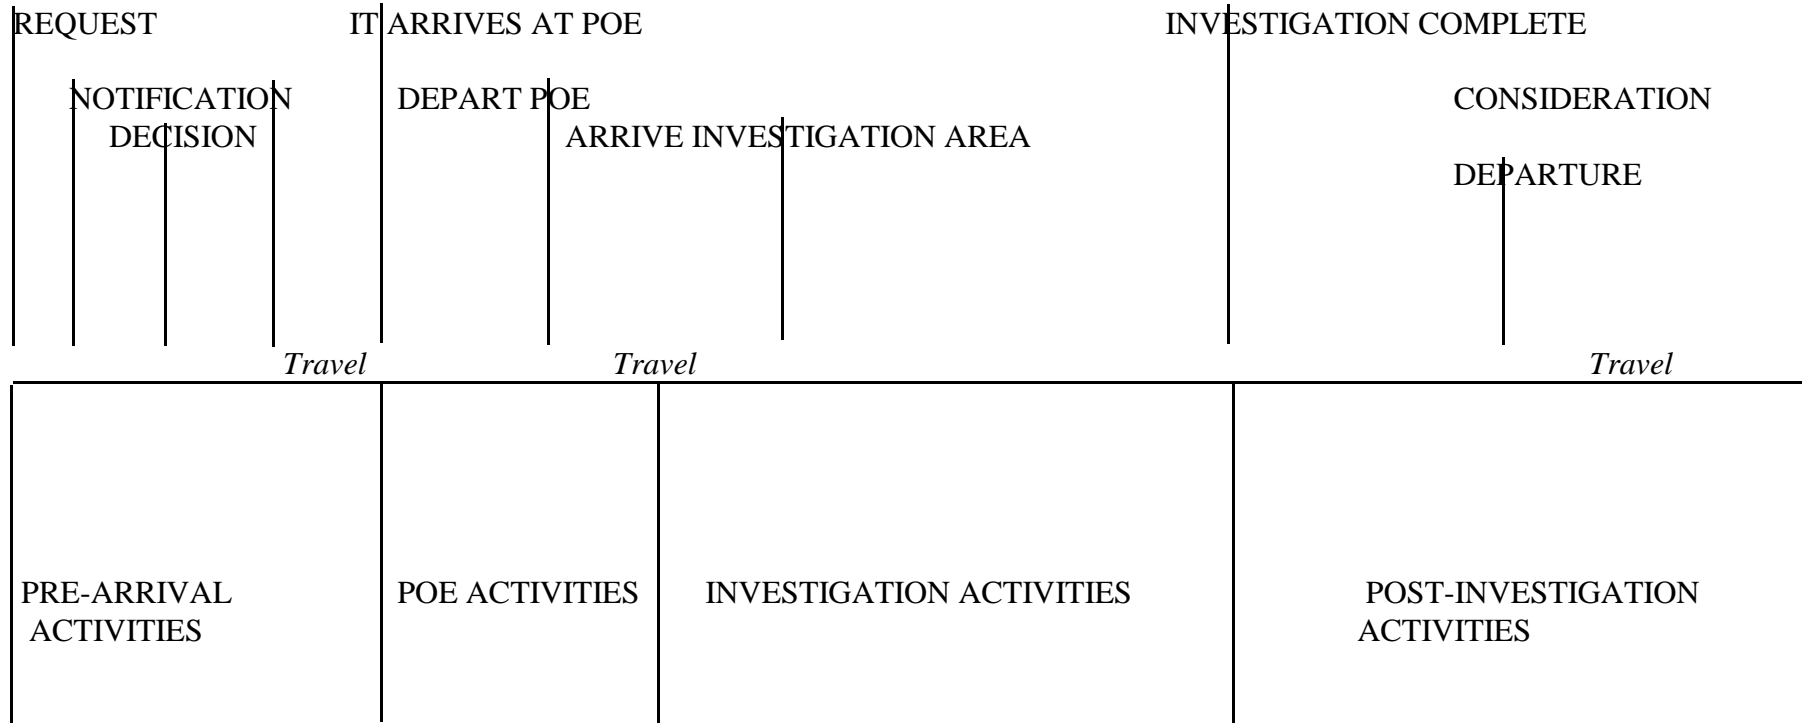 REQUEST IT ARRIVES AT POE INVESTIGATION COMPLETE
NOTIFICATION DEPART POE CONSIDERATION
DECISION ARRIVE INVESTIGATION AREA
DEPARTURE
Travel Travel Travel
PRE-ARRIVAL POE ACTIVITIES INVESTIGATION ACTIVITIES POST-INVESTIGATION
ACTIVITIES ACTIVITIES